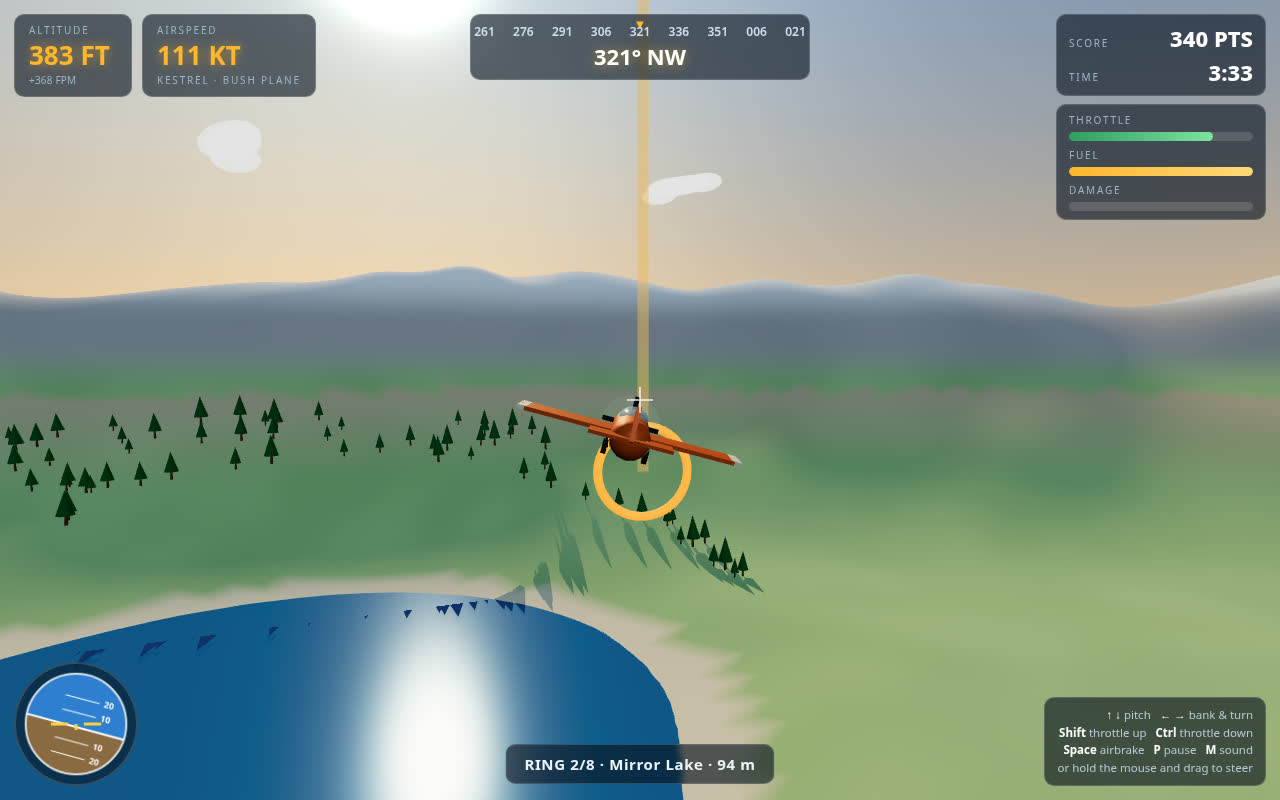 ALTITUDE
383 FT
+368 FPM
AIRSPEED
111 KT
KESTREL · BUSH PLANE
261 276 291 306 321 336 351 006 021
321° NW
SCORE 340 PTS
TIME 3:33
THROTTLE
FUEL
DAMAGE
20
10
10
20
RING 2/8 · Mirror Lake · 94 m
↑ ↓ pitch ← → bank & turn
Shift throttle up Ctrl throttle down
Space airbrake P pause M sound
or hold the mouse and drag to steer